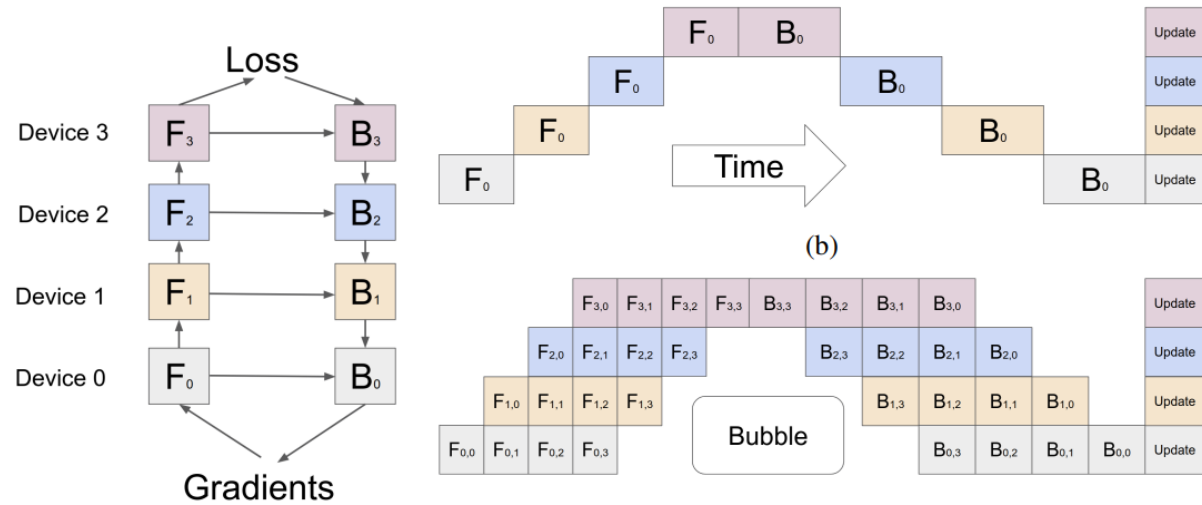 Loss
Device 3 F3 B3
Device 2 F2 B2
Device 1 F1 B1
Device 0 F0 B0
Gradients
F0 B0 Update
F0 B0 Update
F0 B0 Update
F0 Time B0 Update
(b)
F3,0 F3,1 F3,2 F3,3 B3,3 B3,2 B3,1 B3,0 Update
F2,0 F2,1 F2,2 F2,3 B2,3 B2,2 B2,1 B2,0 Update
F1,0 F1,1 F1,2 F1,3 B1,3 B1,2 B1,1 B1,0 Update
F0,0 F0,1 F0,2 F0,3 Bubble B0,3 B0,2 B0,1 B0,0 Update